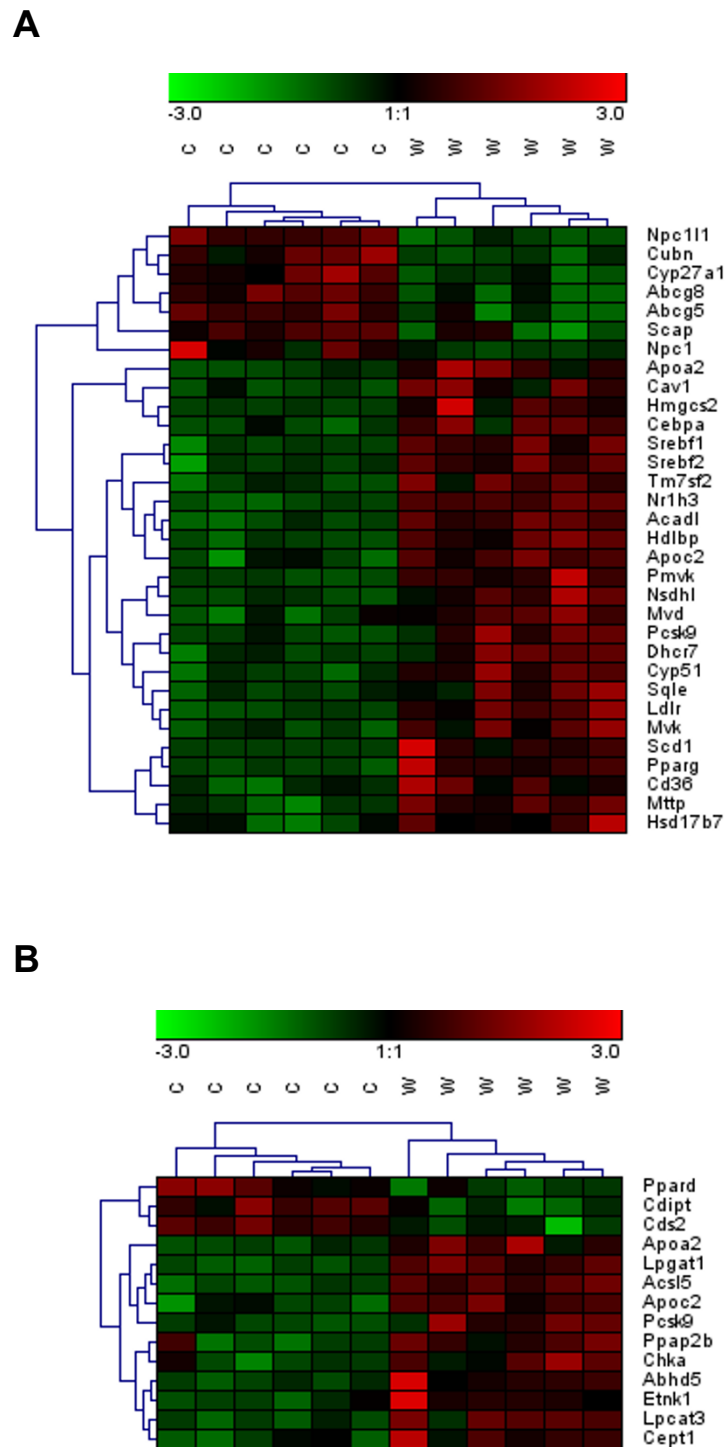 A
-3.0 1:1 3.0
C C C C C C W W W W W W
Npc1l1
Cubn
Cyp27a1
Abcg8
Abcg5
Scap
Npc1
Apoa2
Cav1
Hmgcs2
Cebpa
Srebf1
Srebf2
Tm7sf2
Nr1h3
Acadl
Hdlbp
Apoc2
Pmvk
Nsdhl
Mvd
Pcsk9
Dhcr7
Cyp51
Sqle
Ldlr
Mvk
Scd1
Pparg
Cd36
Mttp
Hsd17b7
B
-3.0 1:1 3.0
C C C C C C W W W W W W
Ppard
Cdipt
Cds2
Apoa2
Lpgat1
Acsl5
Apoc2
Pcsk9
Ppap2b
Chka
Abhd5
Etnk1
Lpcat3
Cept1